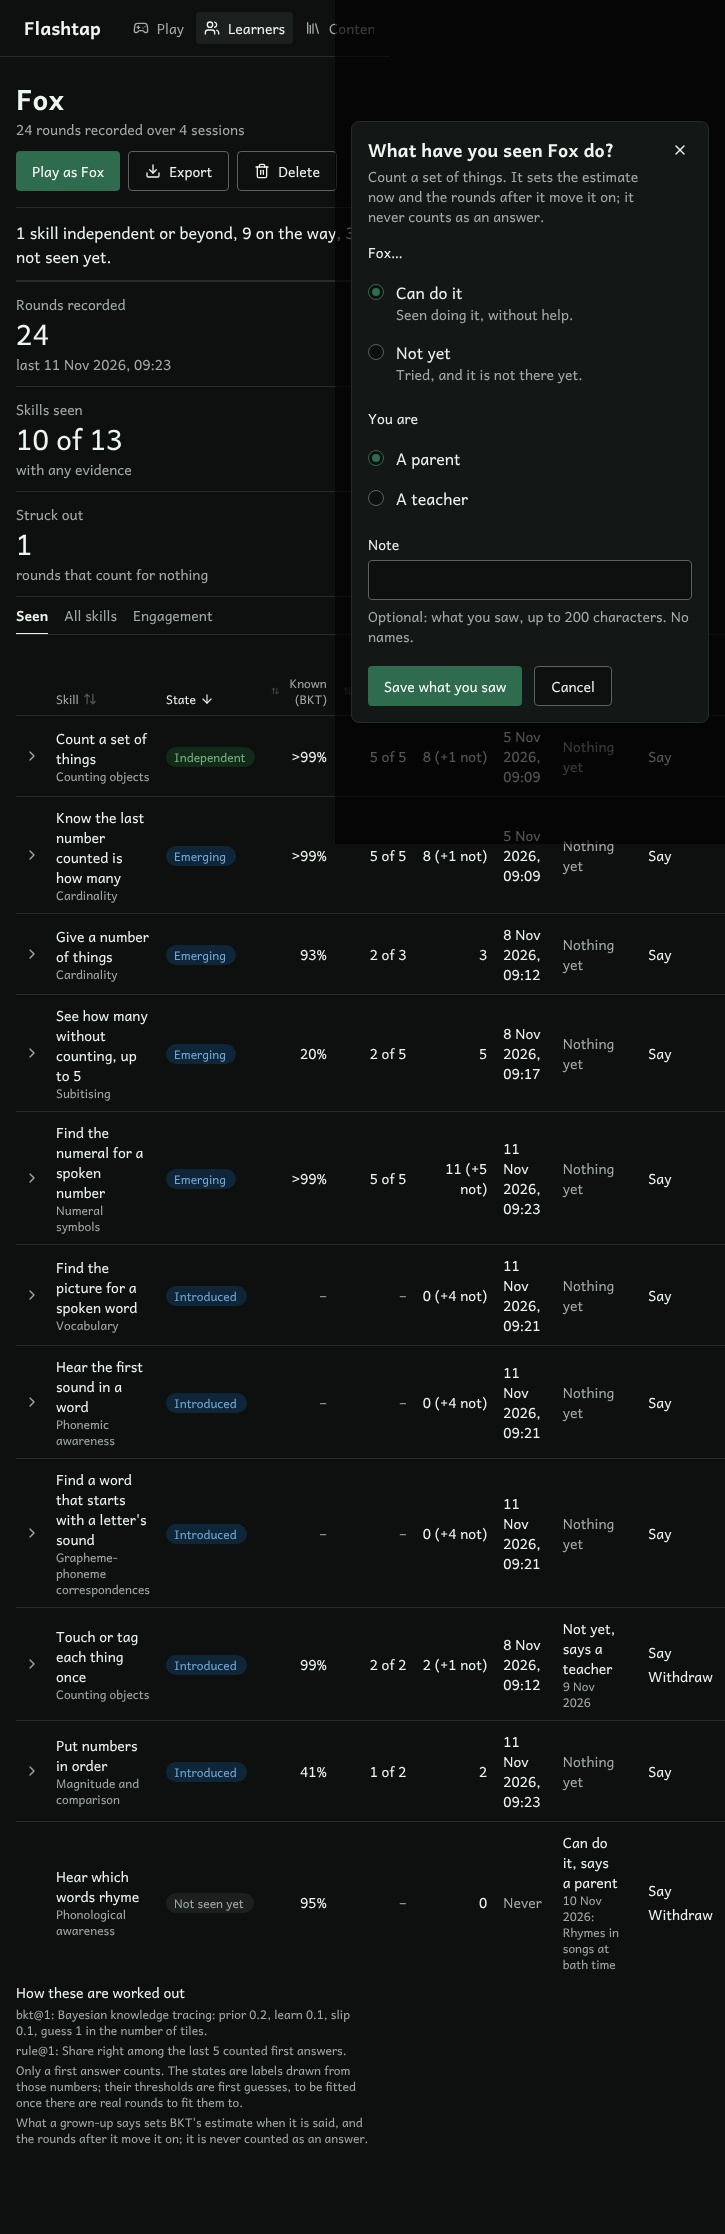 Flashtap
Play
Learners
Conten
Fox
24 rounds recorded over 4 sessions
Play as Fox
Export
Delete
1 skill independent or beyond, 9 on the way, 3
not seen yet.
Rounds recorded
24
last 11 Nov 2026, 09:23
Skills seen
10 of 13
with any evidence
Struck out
1
rounds that count for nothing
Seen
All skills
Engagement
What have you seen Fox do?
Count a set of things. It sets the estimate
now and the rounds after it move it on; it
never counts as an answer.
Fox...
Can do it
Seen doing it, without help.
Not yet
Tried, and it is not there yet.
You are
A parent
A teacher
Note
Optional: what you saw, up to 200 characters. No
names.
Save what you saw
Cancel
Skill
State
Known
(BKT)
Count a set of
things
Counting objects
Independent
>99%
5 of 5
8 (+1 not)
5 Nov
2026,
09:09
Nothing
yet
Say
Know the last
number
counted is
how many
Cardinality
Emerging
>99%
5 of 5
8 (+1 not)
5 Nov
2026,
09:09
Nothing
yet
Say
Give a number
of things
Cardinality
Emerging
93%
2 of 3
3
8 Nov
2026,
09:12
Nothing
yet
Say
See how many
without
counting, up
to 5
Subitising
Emerging
20%
2 of 5
5
8 Nov
2026,
09:17
Nothing
yet
Say
Find the
numeral for a
spoken
number
Numeral
symbols
Emerging
>99%
5 of 5
11 (+5
not)
11
Nov
2026,
09:23
Nothing
yet
Say
Find the
picture for a
spoken word
Vocabulary
Introduced
–
–
0 (+4 not)
11
Nov
2026,
09:21
Nothing
yet
Say
Hear the first
sound in a
word
Phonemic
awareness
Introduced
–
–
0 (+4 not)
11
Nov
2026,
09:21
Nothing
yet
Say
Find a word
that starts
with a letter's
sound
Grapheme-
phoneme
correspondences
Introduced
–
–
0 (+4 not)
11
Nov
2026,
09:21
Nothing
yet
Say
Touch or tag
each thing
once
Counting objects
Introduced
99%
2 of 2
2 (+1 not)
8 Nov
2026,
09:12
Not yet,
says a
teacher
9 Nov
2026
Say
Withdraw
Put numbers
in order
Magnitude and
comparison
Introduced
41%
1 of 2
2
11
Nov
2026,
09:23
Nothing
yet
Say
Hear which
words rhyme
Phonological
awareness
Not seen yet
95%
–
0
Never
Can do
it, says
a parent
10 Nov
2026:
Rhymes in
songs at
bath time
Say
Withdraw
How these are worked out
bkt@1: Bayesian knowledge tracing: prior 0.2, learn 0.1, slip
0.1, guess 1 in the number of tiles.
rule@1: Share right among the last 5 counted first answers.
Only a first answer counts. The states are labels drawn from
those numbers; their thresholds are first guesses, to be fitted
once there are real rounds to fit them to.
What a grown-up says sets BKT's estimate when it is said, and
the rounds after it move it on; it is never counted as an answer.